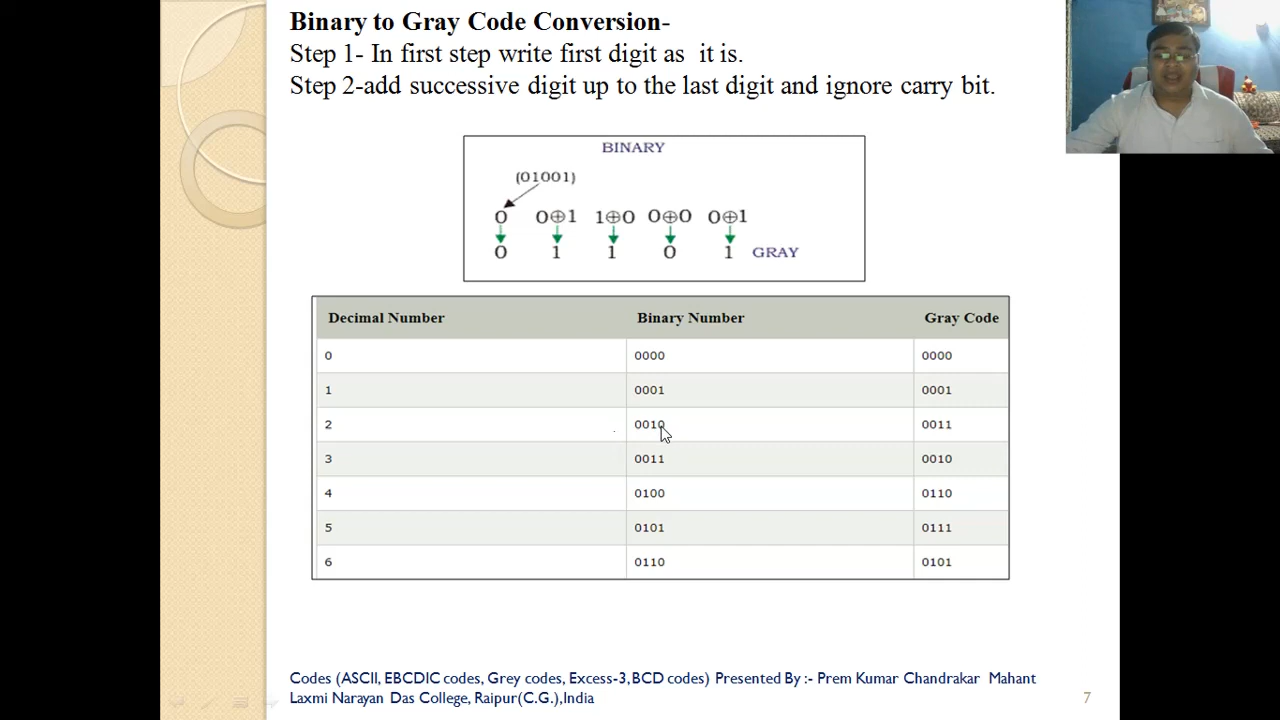 Binary to Gray Code Conversion-
Step 1- In first step write first digit as it is.
Step 2-add successive digit up to the last digit and ignore carry bit.
BINARY
(01001)
0 0⊕1 1⊕0 0⊕0 0⊕1
0 1 1 0 1 GRAY
Decimal Number Binary Number Gray Code
0 0000 0000
1 0001 0001
2 0010 0011
3 0011 0010
4 0100 0110
5 0101 0111
6 0110 0101
Codes (ASCII, EBCDIC codes, Grey codes, Excess-3, BCD codes) Presented By :- Prem Kumar Chandrakar Mahant
Laxmi Narayan Das College, Raipur(C.G.),India
7